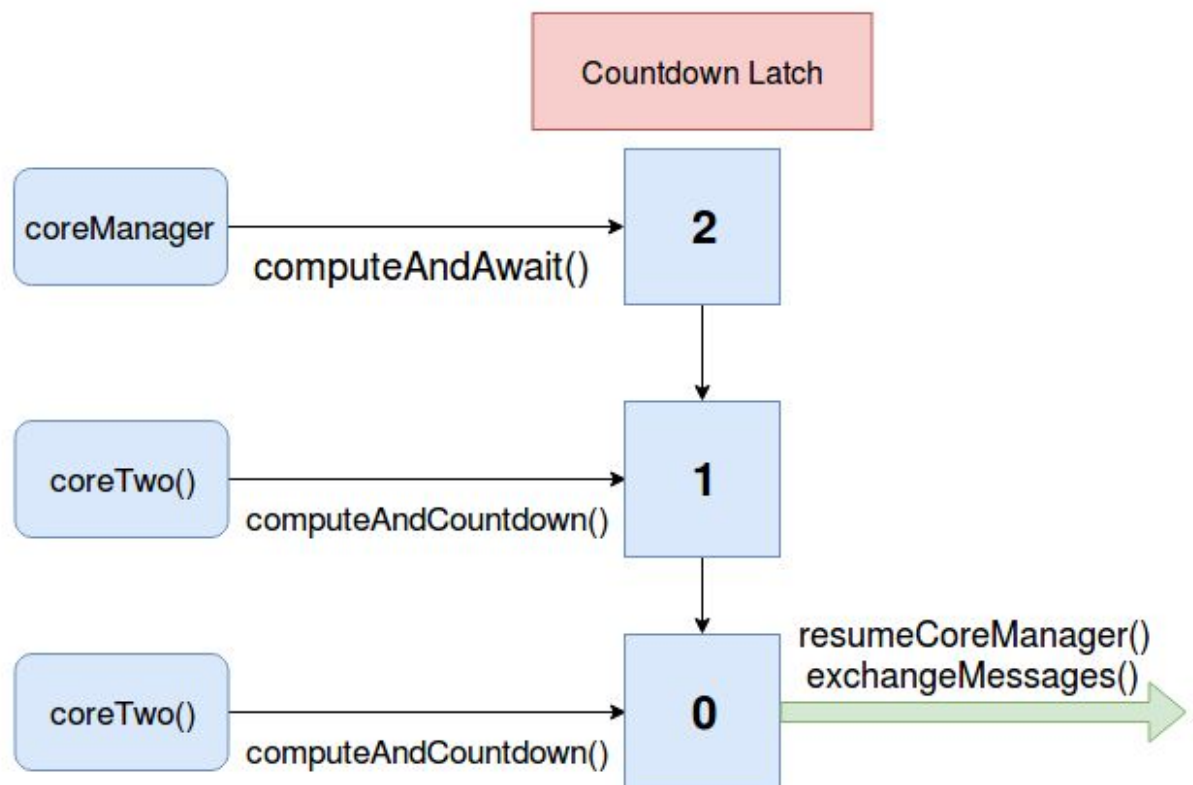 Countdown Latch
coreManager
computeAndAwait()
2
coreTwo()
computeAndCountdown()
1
coreTwo()
computeAndCountdown()
0
resumeCoreManager()
exchangeMessages()